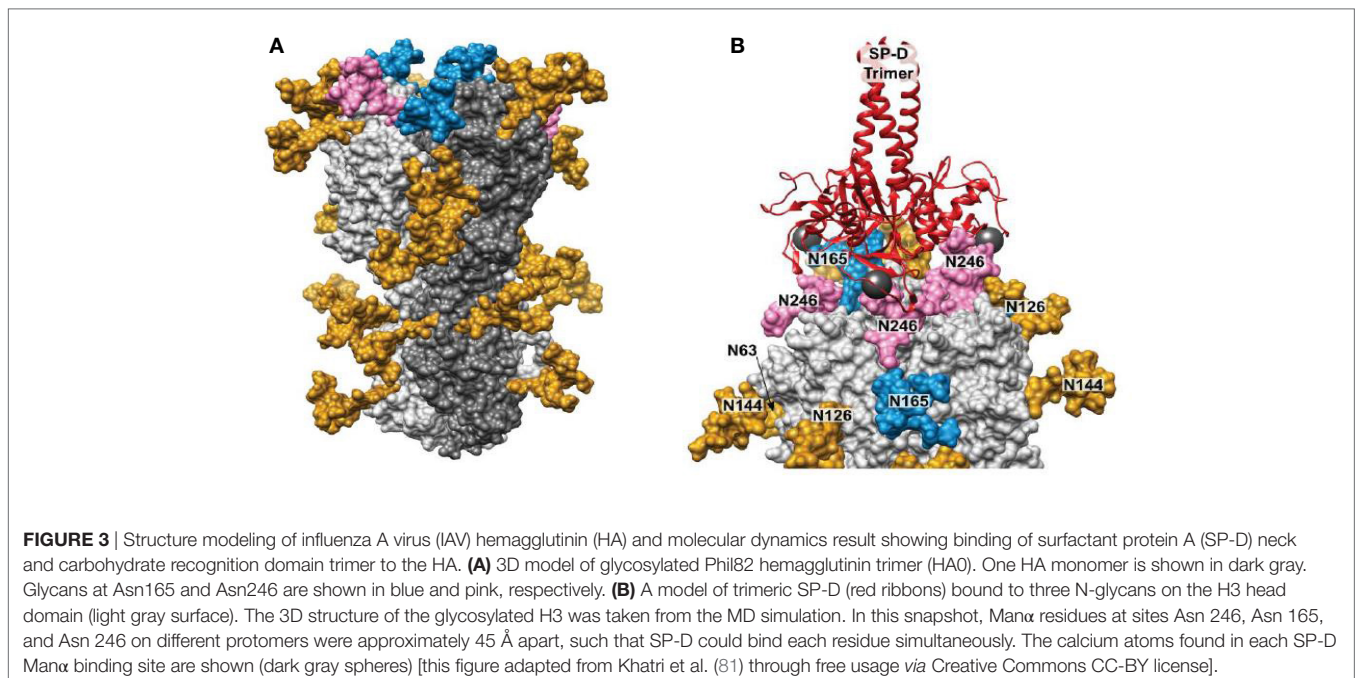 A
B
SP-D
Trimer
N165
N246
N246
N126
N246
N63
N144
N165
N144
N126
FIGURE 3 | Structure modeling of influenza A virus (IAV) hemagglutinin (HA) and molecular dynamics result showing binding of surfactant protein A (SP-D) neck
and carbohydrate recognition domain trimer to the HA. (A) 3D model of glycosylated Phil82 hemagglutinin trimer (HA0). One HA monomer is shown in dark gray.
Glycans at Asn165 and Asn246 are shown in blue and pink, respectively. (B) A model of trimeric SP-D (red ribbons) bound to three N-glycans on the H3 head
domain (light gray surface). The 3D structure of the glycosylated H3 was taken from the MD simulation. In this snapshot, Manα residues at sites Asn 246, Asn 165,
and Asn 246 on different protomers were approximately 45 Å apart, such that SP-D could bind each residue simultaneously. The calcium atoms found in each SP-D
Manα binding site are shown (dark gray spheres) [this figure adapted from Khatri et al. (81) through free usage via Creative Commons CC-BY license].